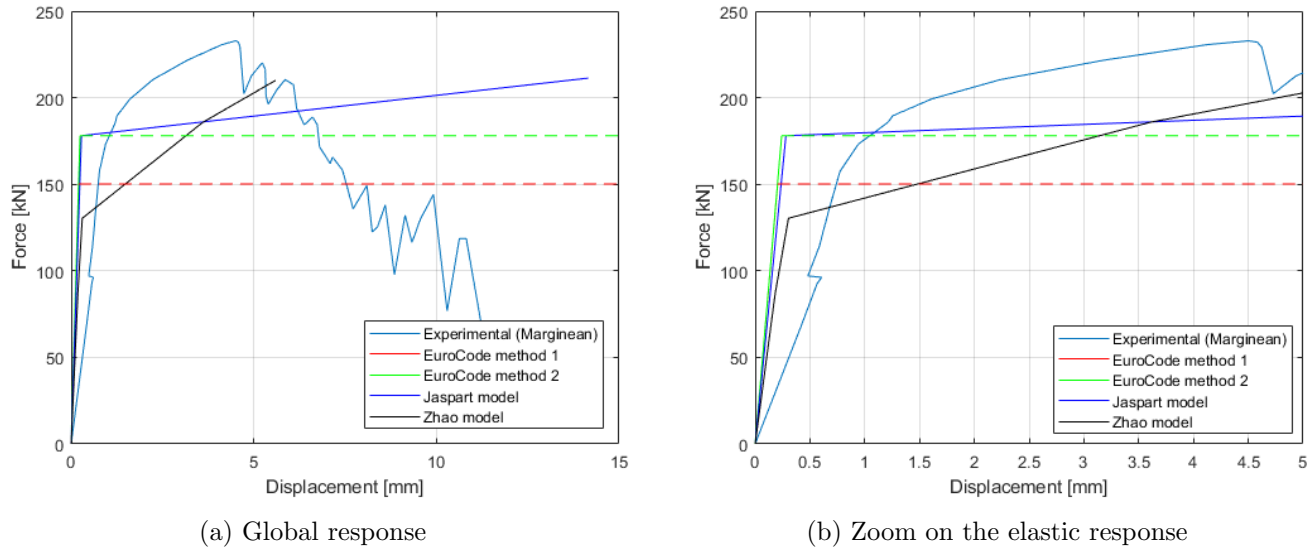 250
200
150
100
50
0
Force [kN]
0
5
10
15
Displacement [mm]
Experimental (Marginean)
EuroCode method 1
EuroCode method 2
Jaspart model
Zhao model
(a) Global response
250
200
150
100
50
0
Force [kN]
0
0.5
1
1.5
2
2.5
3
3.5
4
4.5
5
Displacement [mm]
Experimental (Marginean)
EuroCode method 1
EuroCode method 2
Jaspart model
Zhao model
(b) Zoom on the elastic response